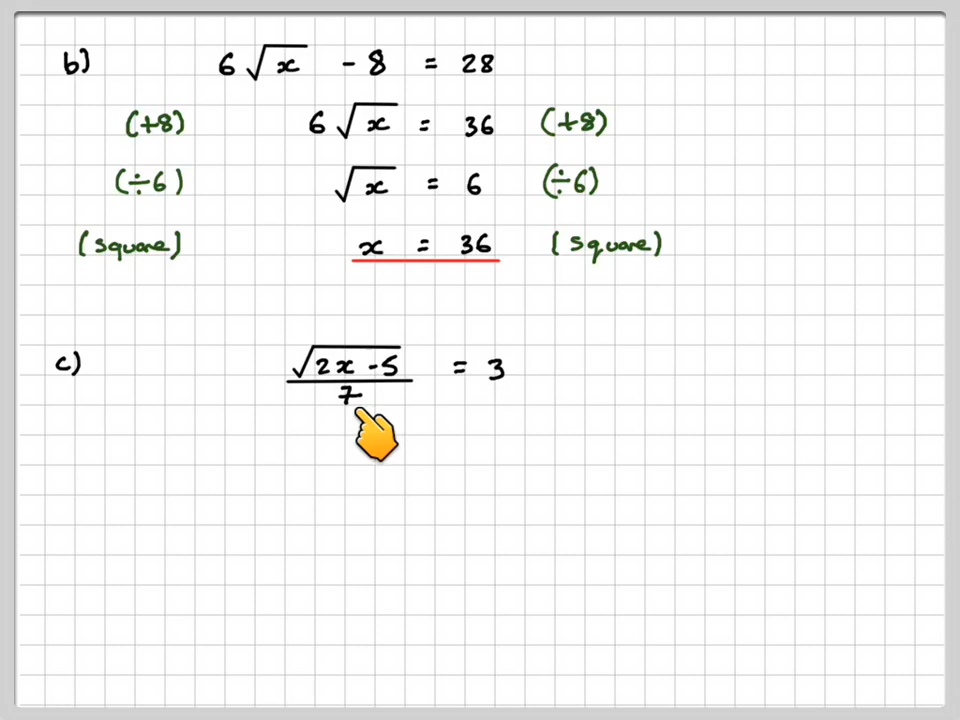 b) 6√x - 8 = 28
(+8) 6√x = 36 (+8)
(÷6) √x = 6 (÷6)
(square) x = 36 (square)
c) √(2x - 5) / 7 = 3